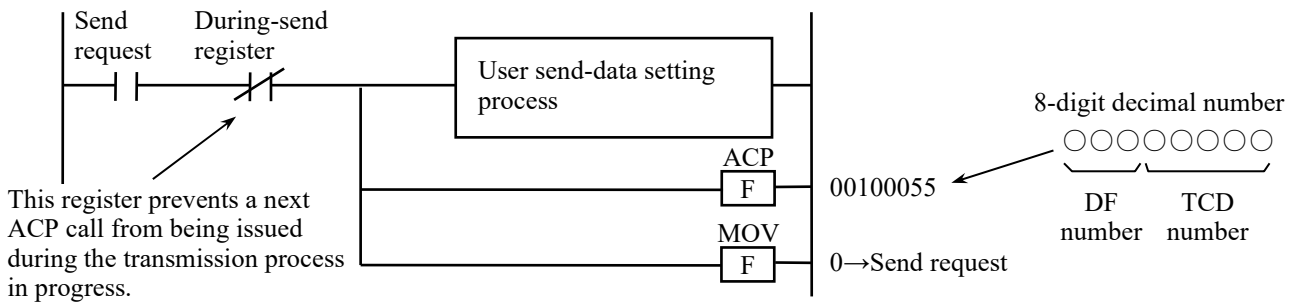 Send
request
During-send
register
User send-data setting
process
8-digit decimal number
○○○○○○○○
ACP
F
00100055
DF
number
TCD
number
This register prevents a next
ACP call from being issued
during the transmission process
in progress.
MOV
F
0→Send request